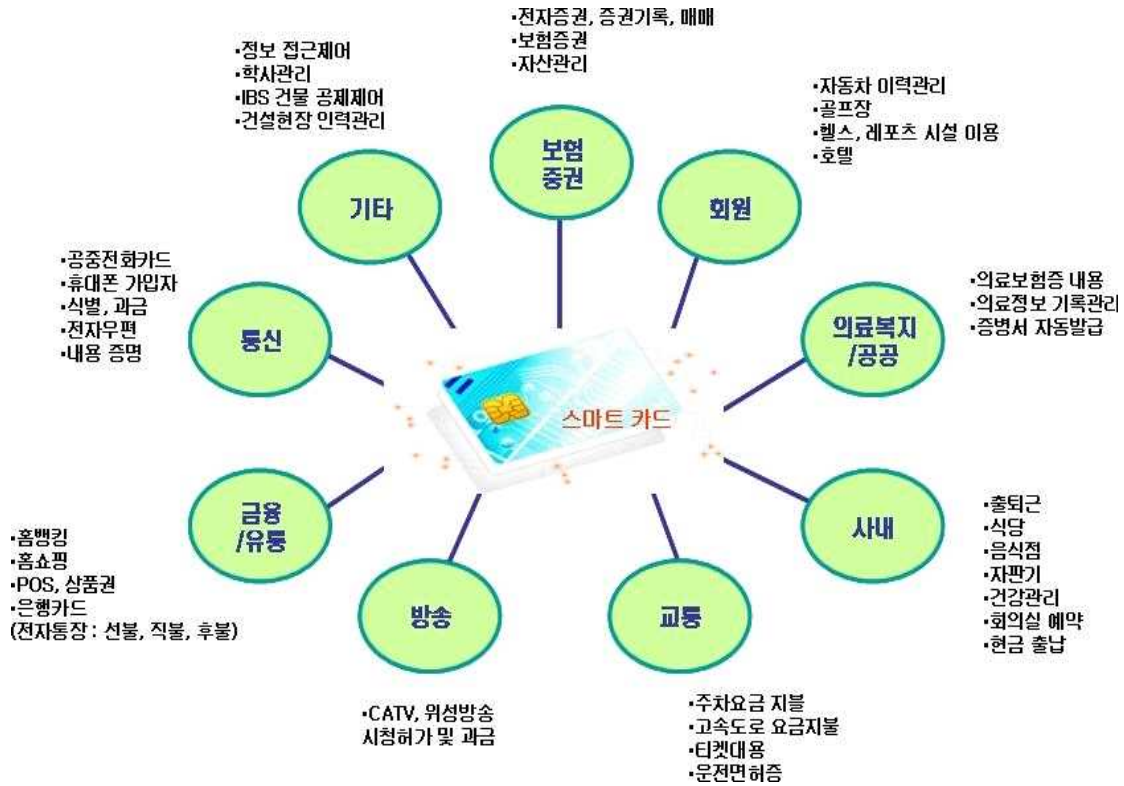 ·전자증권, 증권기록, 매매
·보험증권
·자산관리
보험
증권
·정보 접근제어
·학사관리
·IBS 건물 공제제어
·건설현장 인력관리
기타
·자동차 이력관리
·골프장
·헬스, 레포츠 시설 이용
·호텔
회원
·공중전화카드
·휴대폰 가입자
·식별, 과금
·전자우편
·내용 증명
통신
·의료보험증 내용
·의료정보 기록관리
·증병서 자동발급
의료복지
/공공
스마트 카드
금융
/유통
·홈뱅킹
·홈쇼핑
·POS, 상품권
·은행카드
(전자통장 : 선불, 직불, 후불)
사내
·출퇴근
·식당
·음식점
·자판기
·건강관리
·회의실 예약
·현금 출납
방송
·CATV, 위성방송
시청허가 및 과금
교통
·주차요금 지블
·고속도로 요금지불
·티켓대용
·운전면허증